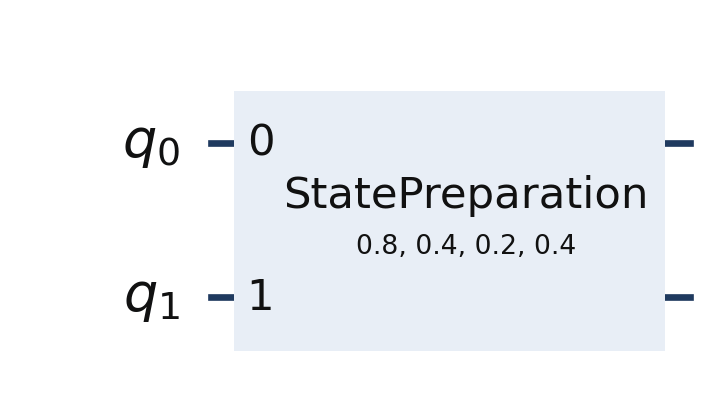 q0 0
StatePreparation
0.8, 0.4, 0.2, 0.4
q1 1